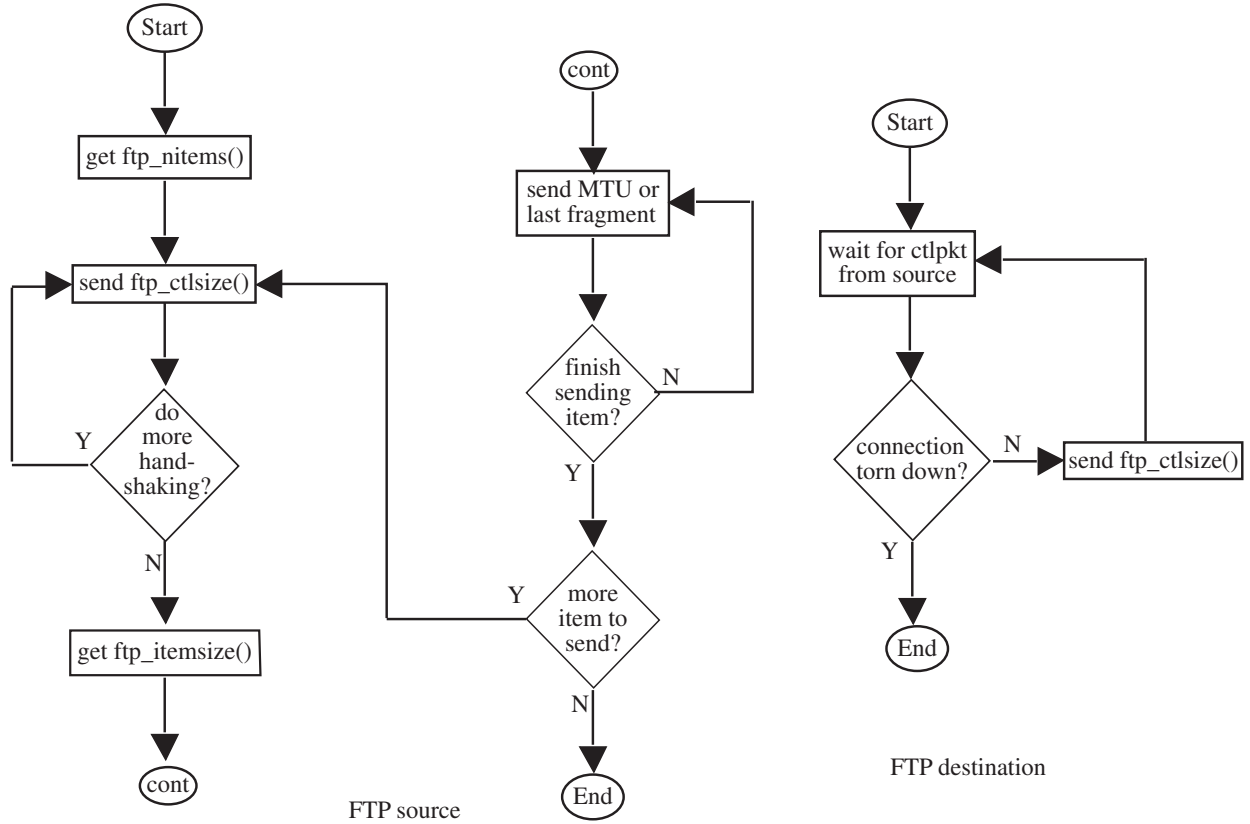 Start
get ftp_nitems()
send ftp_ctlsize()
do
more
hand-
shaking?
Y
N
get ftp_itemsize()
cont
cont
send MTU or
last fragment
finish
sending
item?
N
Y
more
item to
send?
Y
N
End
FTP source
Start
wait for ctlpkt
from source
connection
torn down?
N
send ftp_ctlsize()
Y
End
FTP destination